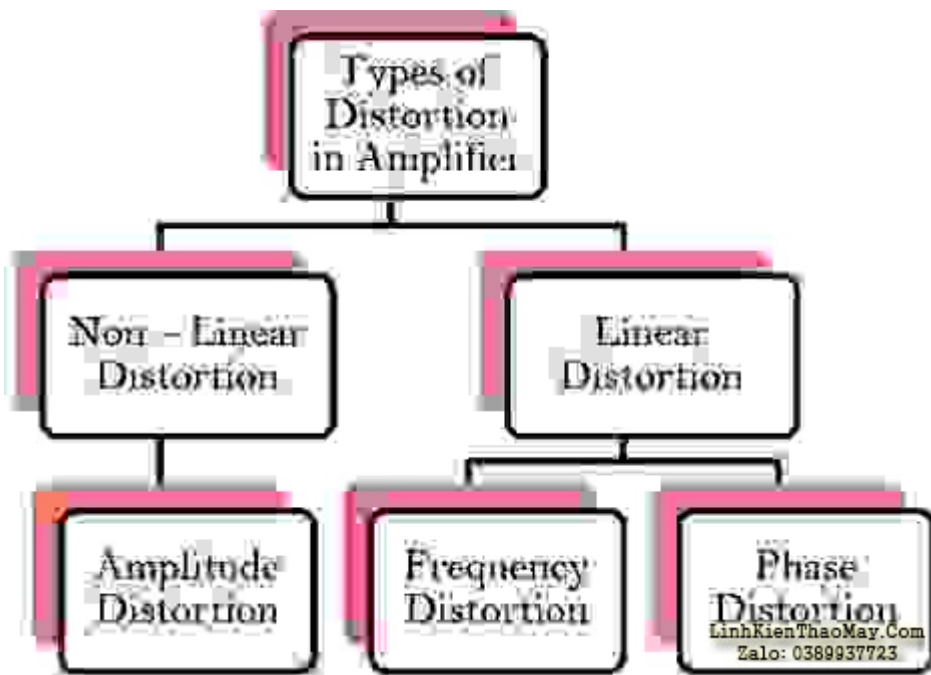 Types of
Distortion
in Amplifier
Non – Linear
Distortion
Linear
Distortion
Amplitude
Distortion
Frequency
Distortion
Phase
Distortion
LinhKienThaoMay.Com
Zalo: 0389937723